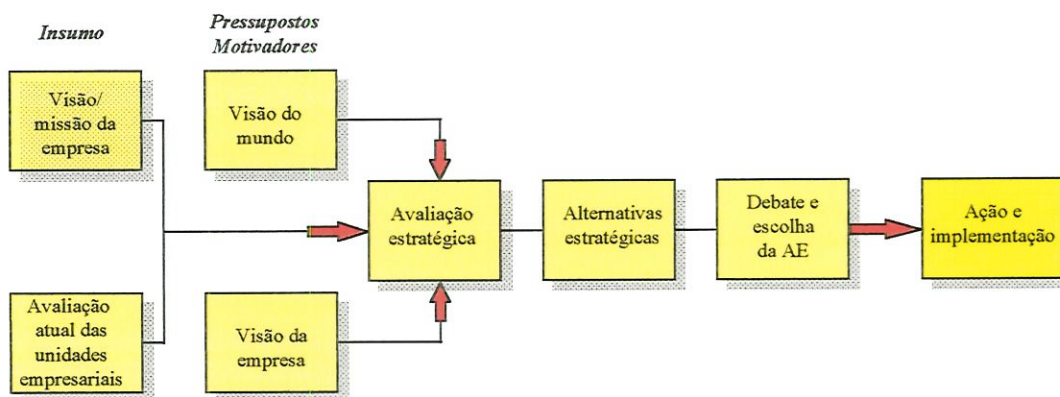 Insumo
Pressupostos
Motivadores
Visão/
missão da
empresa
Visão do
mundo
Avaliação
estratégica
Alternativas
estratégicas
Debate e
escolha
da AE
Ação e
implementação
Avaliação
atual das
unidades
empresariais
Visão da
empresa